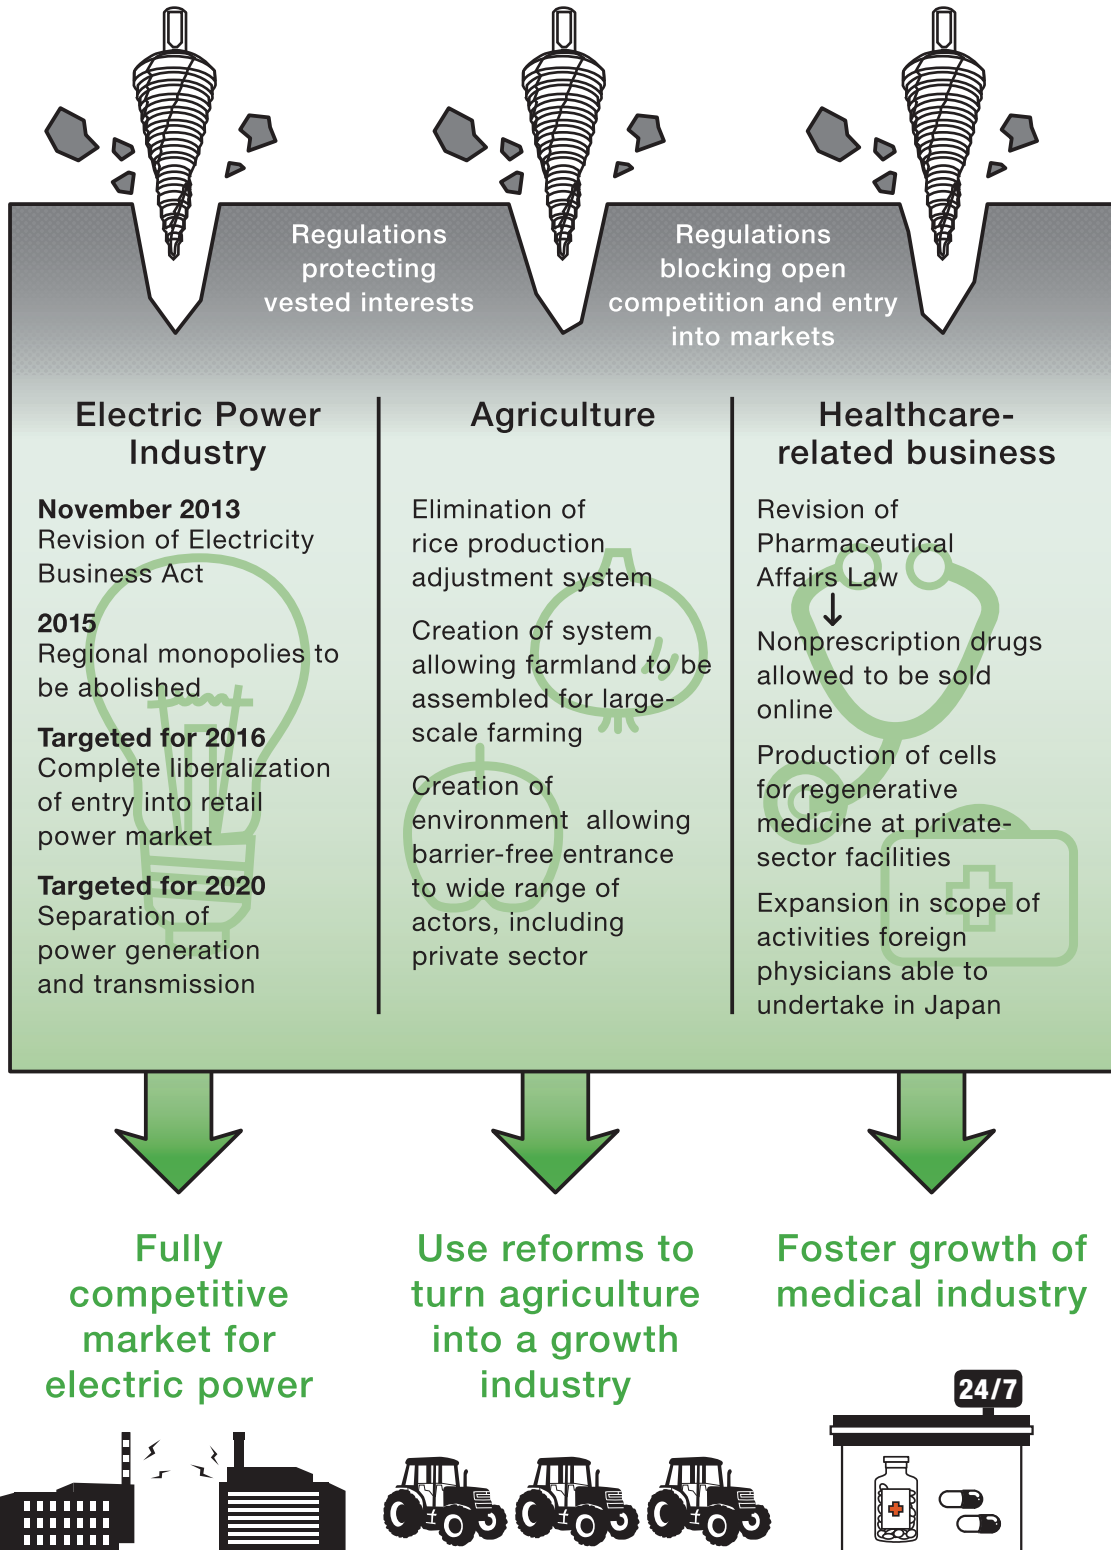 Regulations
protecting
vested interests
Regulations
blocking open
competition and entry
into markets
Electric Power
Industry
November 2013
Revision of Electricity
Business Act
2015
Regional monopolies to
be abolished
Targeted for 2016
Complete liberalization
of entry into retail
power market
Targeted for 2020
Separation of
power generation
and transmission
Agriculture
Elimination of
rice production
adjustment system
Creation of system
allowing farmland to be
assembled for large-
scale farming
Creation of
environment allowing
barrier-free entrance
to wide range of
actors, including
private sector
Healthcare-
related business
Revision of
Pharmaceutical
Affairs Law
↓
Nonprescription drugs
allowed to be sold
online
Production of cells
for regenerative
medicine at private-
sector facilities
Expansion in scope of
activities foreign
physicians able to
undertake in Japan
Fully
competitive
market for
electric power
Use reforms to
turn agriculture
into a growth
industry
Foster growth of
medical industry
24/7